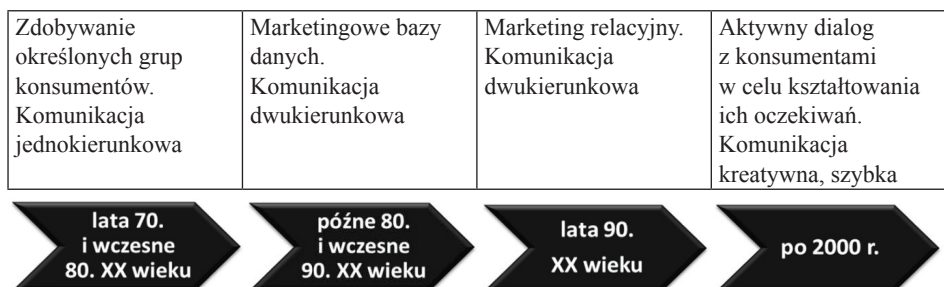 Zdobywanie
określonych grup
konsumentów.
Komunikacja
jednokierunkowa
Marketingowe bazy
danych.
Komunikacja
dwukierunkowa
Marketing relacyjny.
Komunikacja
dwukierunkowa
Aktywny dialog
z konsumentami
w celu kształtowania
ich oczekiwań.
Komunikacja
kreatywna, szybka
lata 70.
i wczesne
80. XX wieku
późne 80.
i wczesne
90. XX wieku
lata 90.
XX wieku
po 2000 r.